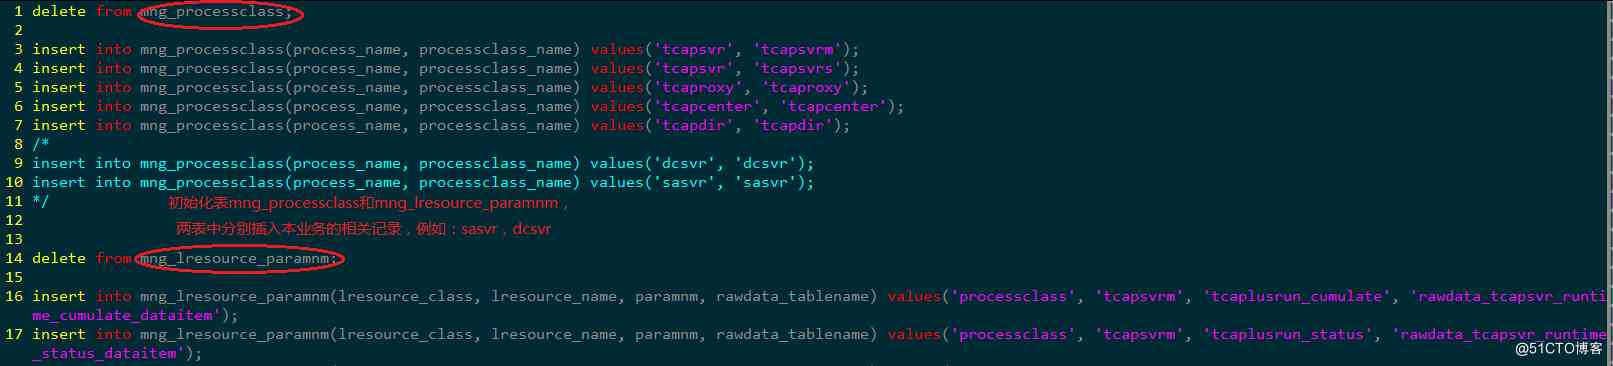 1 delete from mng_processclass;
2
3 insert into mng_processclass(process_name, processclass_name) values('tcapsvr', 'tcapsvrm');
4 insert into mng_processclass(process_name, processclass_name) values('tcapsvr', 'tcapsvrs');
5 insert into mng_processclass(process_name, processclass_name) values('tcaproxy', 'tcaproxy');
6 insert into mng_processclass(process_name, processclass_name) values('tcapcenter', 'tcapcenter');
7 insert into mng_processclass(process_name, processclass_name) values('tcapdir', 'tcapdir');
8 /*
9 insert into mng_processclass(process_name, processclass_name) values('dcsvr', 'dcsvr');
10 insert into mng_processclass(process_name, processclass_name) values('sasvr', 'sasvr');
11 */ 初始化表mng_processclass和mng_lresource_paramnm，
12
两表中分别插入本业务的相关记录，例如：sasvr，dcsvr
13
14 delete from mng_lresource_paramnm;
15
16 insert into mng_lresource_paramnm(lresource_class, lresource_name, paramnm, rawdata_tablename) values('processclass', 'tcapsvrm', 'tcaplusrun_cumulate', 'rawdata_tcapsvr_runti
me_cumulate_dataitem');
17 insert into mng_lresource_paramnm(lresource_class, lresource_name, paramnm, rawdata_tablename) values('processclass', 'tcapsvrm', 'tcaplusrun_status', 'rawdata_tcapsvr_runtime
_status_dataitem');
@51CTO博客